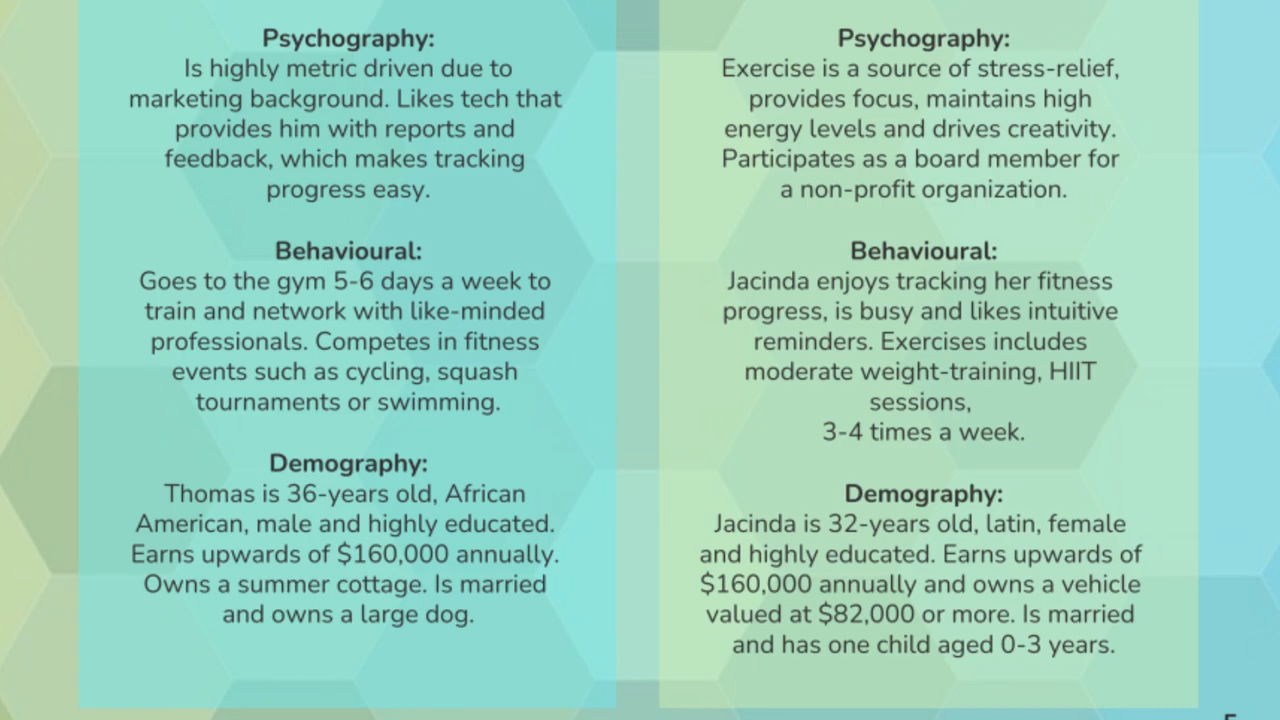 Psychography:
Is highly metric driven due to
marketing background. Likes tech that
provides him with reports and
feedback, which makes tracking
progress easy.
Behavioural:
Goes to the gym 5-6 days a week to
train and network with like-minded
professionals. Competes in fitness
events such as cycling, squash
tournaments or swimming.
Demography:
Thomas is 36-years old, African
American, male and highly educated.
Earns upwards of $160,000 annually.
Owns a summer cottage. Is married
and owns a large dog.
Psychography:
Exercise is a source of stress-relief,
provides focus, maintains high
energy levels and drives creativity.
Participates as a board member for
a non-profit organization.
Behavioural:
Jacinda enjoys tracking her fitness
progress, is busy and likes intuitive
reminders. Exercises includes
moderate weight-training, HIIT
sessions,
3-4 times a week.
Demography:
Jacinda is 32-years old, latin, female
and highly educated. Earns upwards of
$160,000 annually and owns a vehicle
valued at $82,000 or more. Is married
and has one child aged 0-3 years.